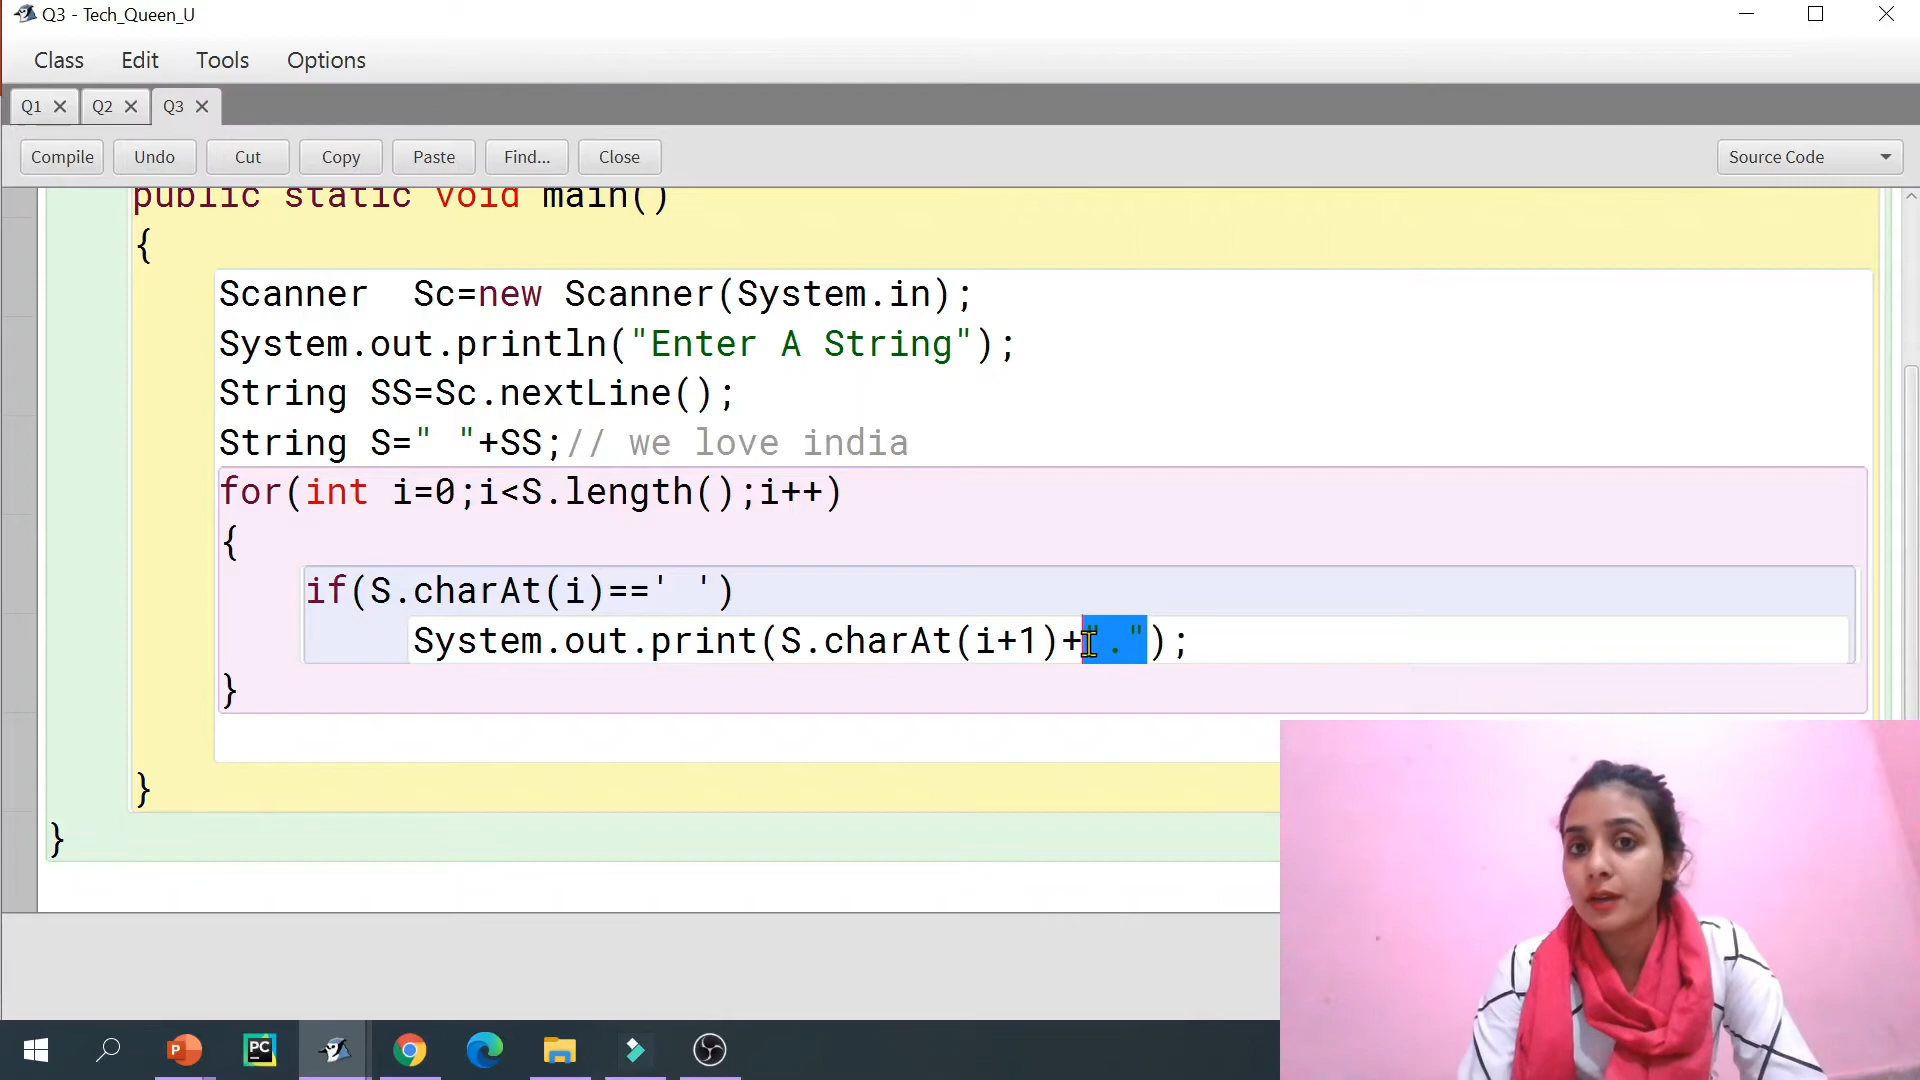 Q3 - Tech_Queen_U
Class Edit Tools Options
Q1 Q2 Q3
Compile Undo Cut Copy Paste Find... Close Source Code
public static void main()
{
Scanner  Sc=new Scanner(System.in);
System.out.println("Enter A String");
String SS=Sc.nextLine();
String S=" "+SS;// we love india
for(int i=0;i<S.length();i++)
{
if(S.charAt(i)==' ')
System.out.print(S.charAt(i+1)+".");
}
}
}
P PC